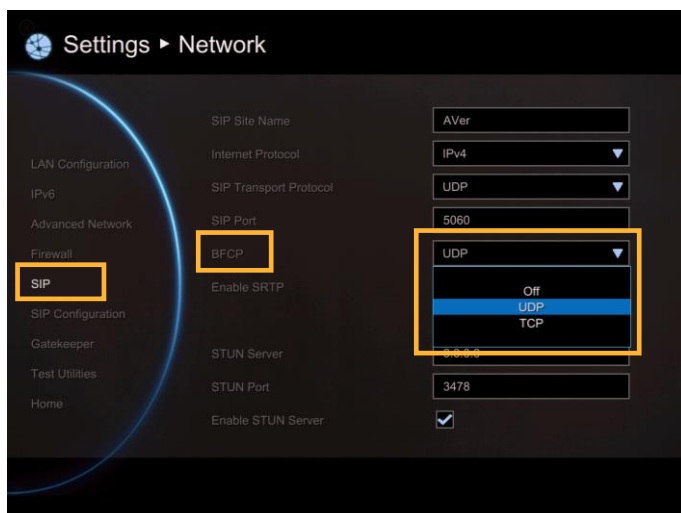 Settings ▸ Network
SIP Site Name AVer
LAN Configuration
Internet Protocol IPv4
IPv6
SIP Transport Protocol UDP
Advanced Network
SIP Port 5060
Firewall
BFCP UDP
SIP
Enable SRTP
Off
UDP
TCP
SIP Configuration
Gatekeeper
STUN Server
Test Utilities
STUN Port 3478
Home
Enable STUN Server